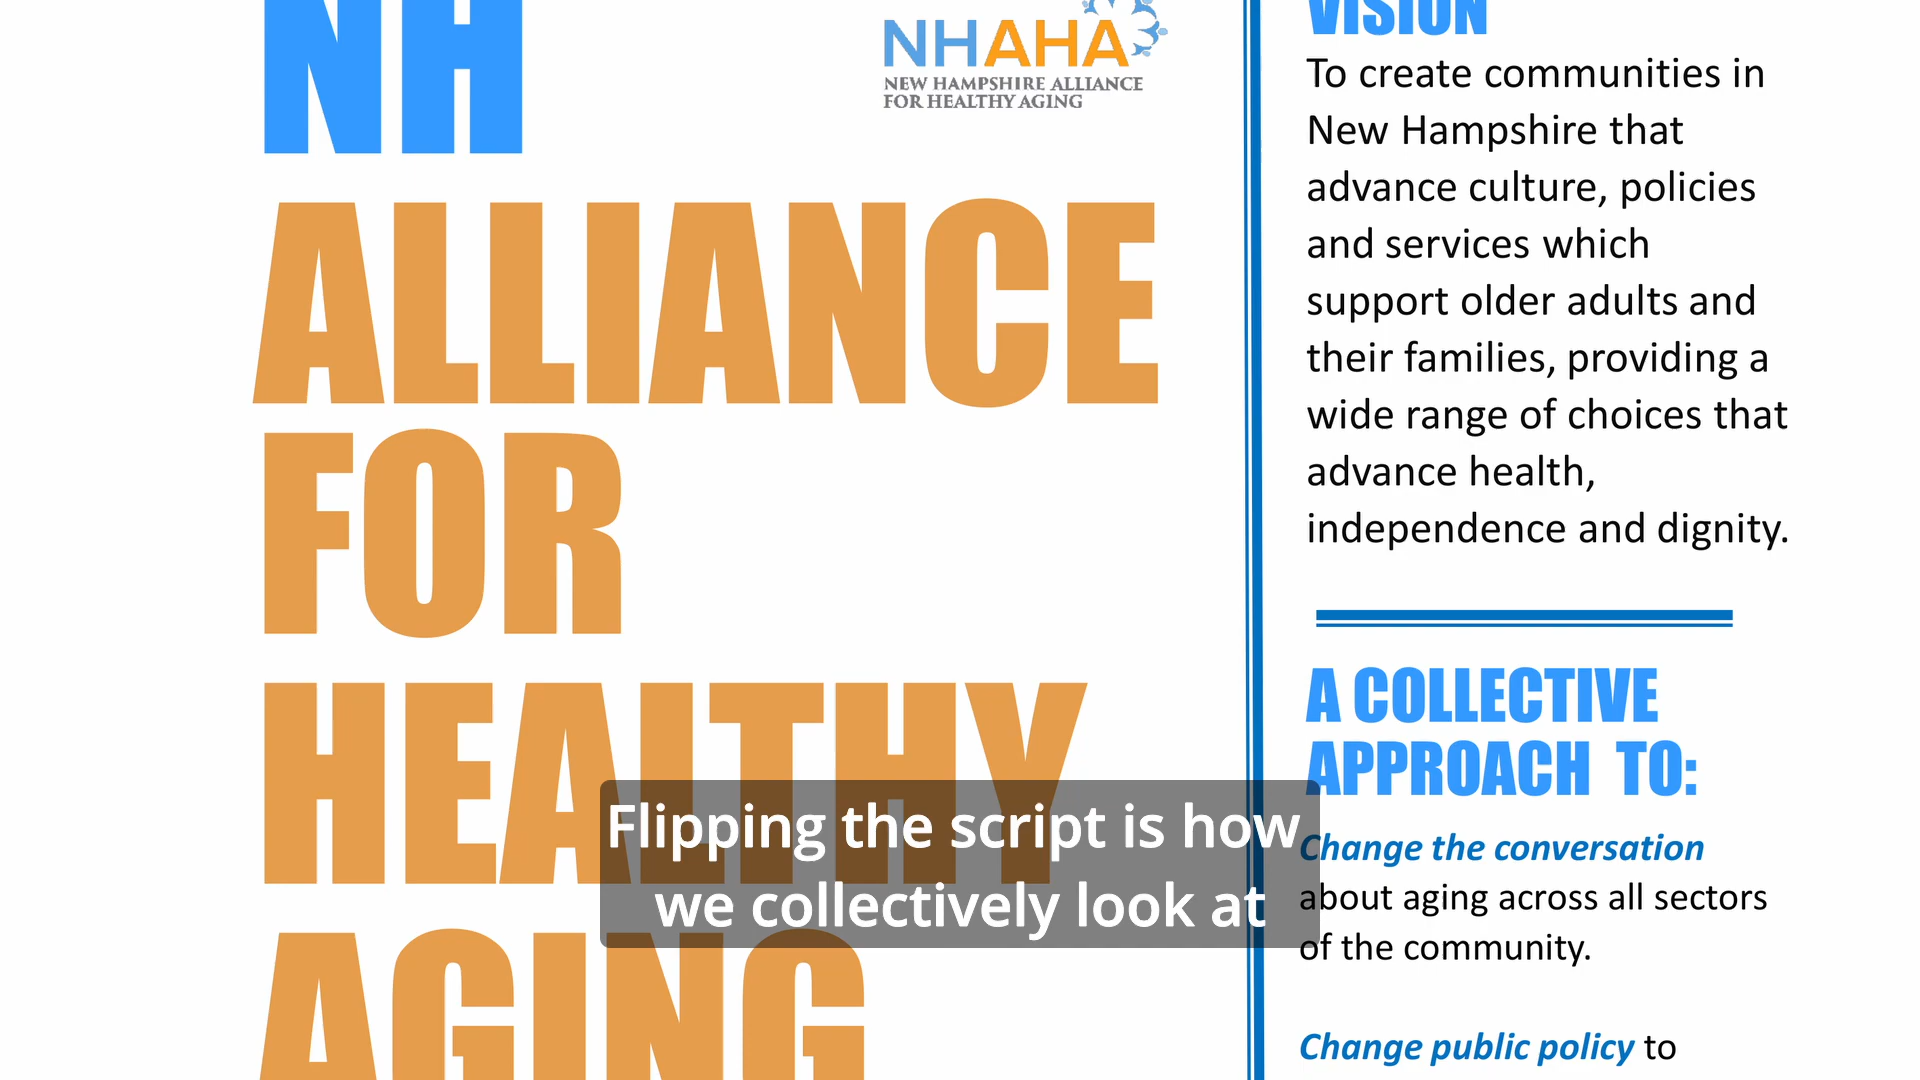 NH
ALLIANCE
FOR
HEALTHY
AGING
NHAHA
NEW HAMPSHIRE ALLIANCE
FOR HEALTHY AGING
VISION
To create communities in
New Hampshire that
advance culture, policies
and services which
support older adults and
their families, providing a
wide range of choices that
advance health,
independence and dignity.
A COLLECTIVE
APPROACH TO:
Change the conversation
about aging across all sectors
of the community.
Change public policy to
Flipping the script is how
we collectively look at